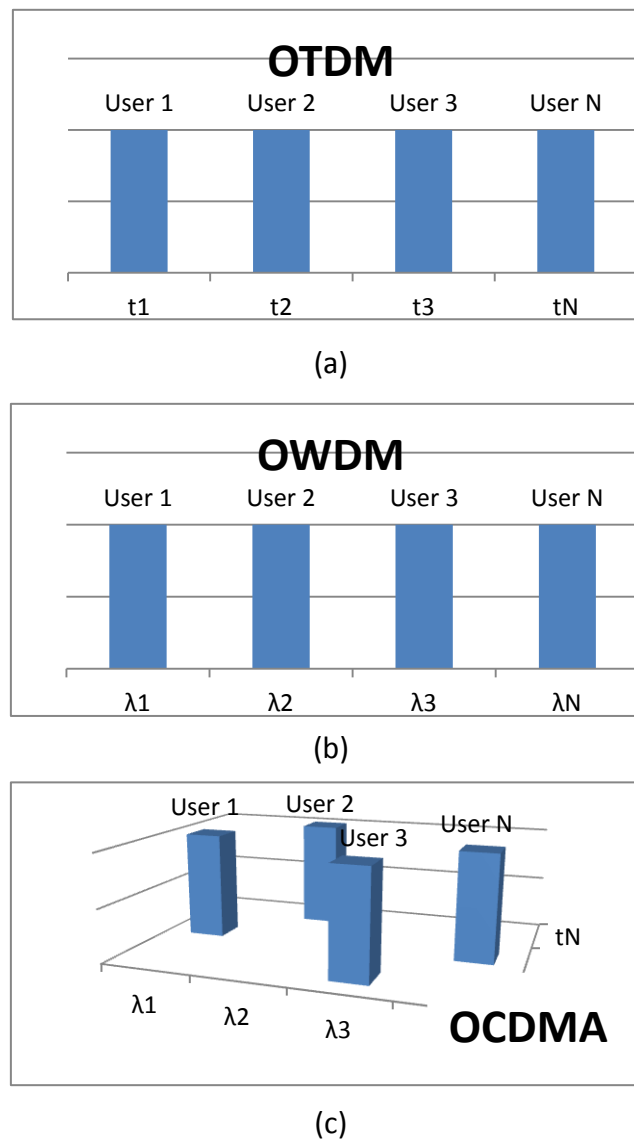 OTDM
User 1 User 2 User 3 User N
t1 t2 t3 tN
(a)
OWDM
User 1 User 2 User 3 User N
λ1 λ2 λ3 λN
(b)
User 1 User 2
User 3 User N
tN
λ1 λ2 λ3
OCDMA
(c)